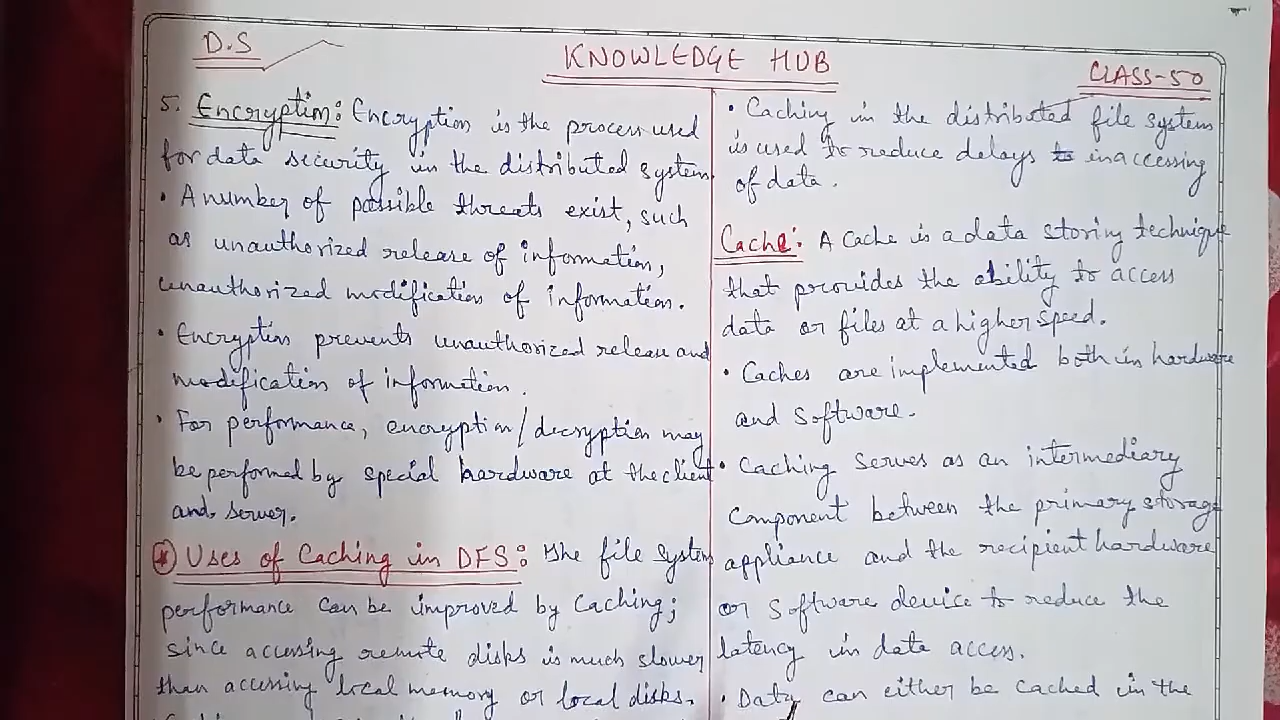 D.S
KNOWLEDGE HUB
CLASS-50
5. Encryption: Encryption is the process used
for data security in the distributed system
• A number of possible threats exist, such
as unauthorized release of information,
unauthorized modification of information.
• Encryption prevents unauthorized release and
modification of information.
• For performance, encryption/decryption may
be performed by special hardware at the client
and server.
* Uses of Caching in DFS: The file system
performance can be improved by caching;
since accessing remote disks is much slower
than accessing local memory or local disks.
• Caching in the distributed file system
is used to reduce delays in accessing
of data.
Cache: A Cache is a data storing technique
that provides the ability to access
data or files at a higher speed.
• Caches are implemented both in hardware
and Software.
• Caching serves as an intermediary
Component between the primary storage
appliance and the recipient hardware
or Software device to reduce the
latency in data access.
• Data can either be cached in the